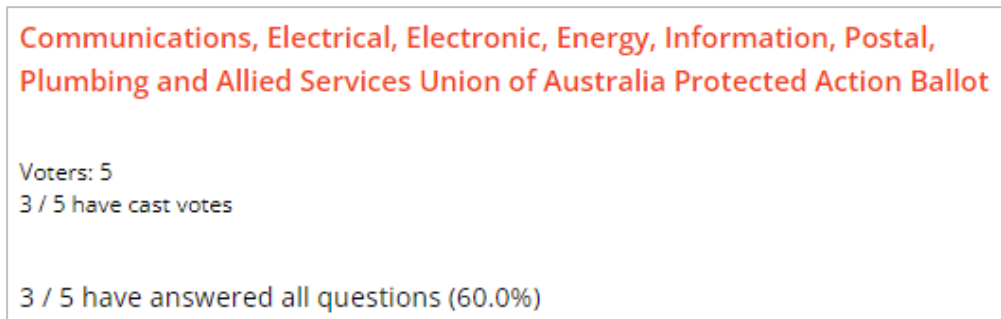 Communications, Electrical, Electronic, Energy, Information, Postal,
Plumbing and Allied Services Union of Australia Protected Action Ballot
Voters: 5
3 / 5 have cast votes
3 / 5 have answered all questions (60.0%)